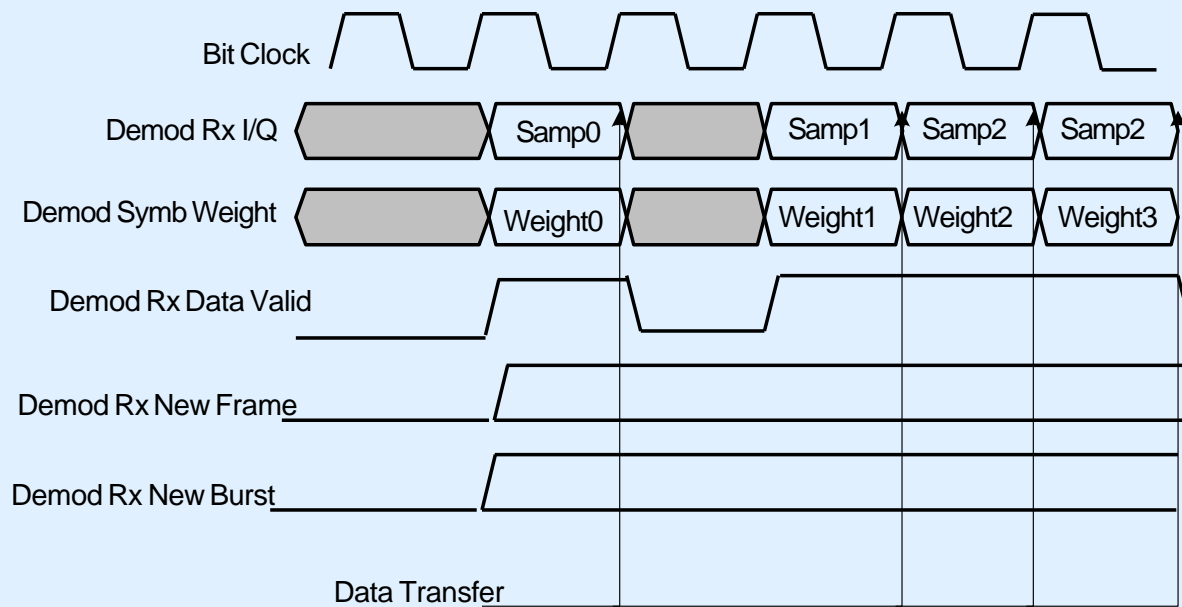 Bit Clock
Demod Rx I/Q
Samp0
Samp1
Samp2
Samp2
Demod Symb Weight
Weight0
Weight1
Weight2
Weight3
Demod Rx Data Valid
Demod Rx New Frame
Demod Rx New Burst
Data Transfer